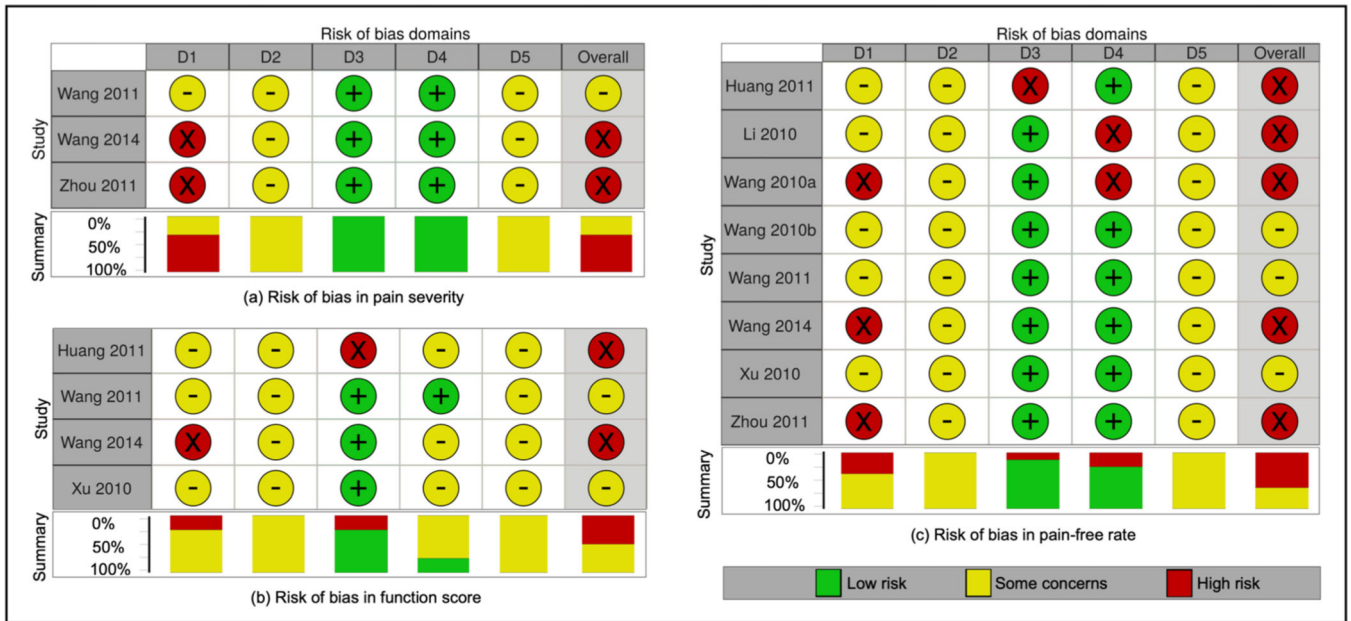 Risk of bias domains
D1 D2 D3 D4 D5 Overall
Study
Wang 2011 - - + + - -
Wang 2014 X - + + - X
Zhou 2011 X - + + - X
Summary
0%
50%
100%
(a) Risk of bias in pain severity
Study
Huang 2011 - - X - - X
Wang 2011 - - + + - -
Wang 2014 X - + - - X
Xu 2010 - - + - - -
Summary
0%
50%
100%
(b) Risk of bias in function score
Risk of bias domains
D1 D2 D3 D4 D5 Overall
Study
Huang 2011 - - X + - X
Li 2010 - - + X - X
Wang 2010a X - + X - X
Wang 2010b - - + + - -
Wang 2011 - - + + - -
Wang 2014 X - + + - X
Xu 2010 - - + + - -
Zhou 2011 X - + + - X
Summary
0%
50%
100%
(c) Risk of bias in pain-free rate
Low risk Some concerns High risk